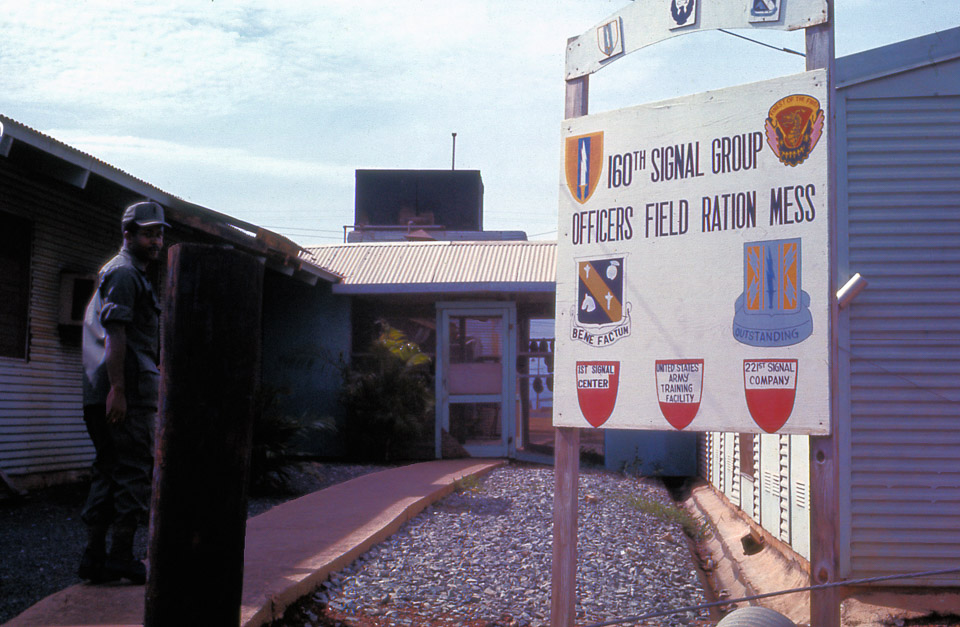 160TH SIGNAL GROUP
OFFICERS FIELD RATION MESS
BENE FACTUM
OUTSTANDING
1ST SIGNAL
CENTER
UNITED STATES
ARMY
TRAINING
FACILITY
221ST SIGNAL
COMPANY